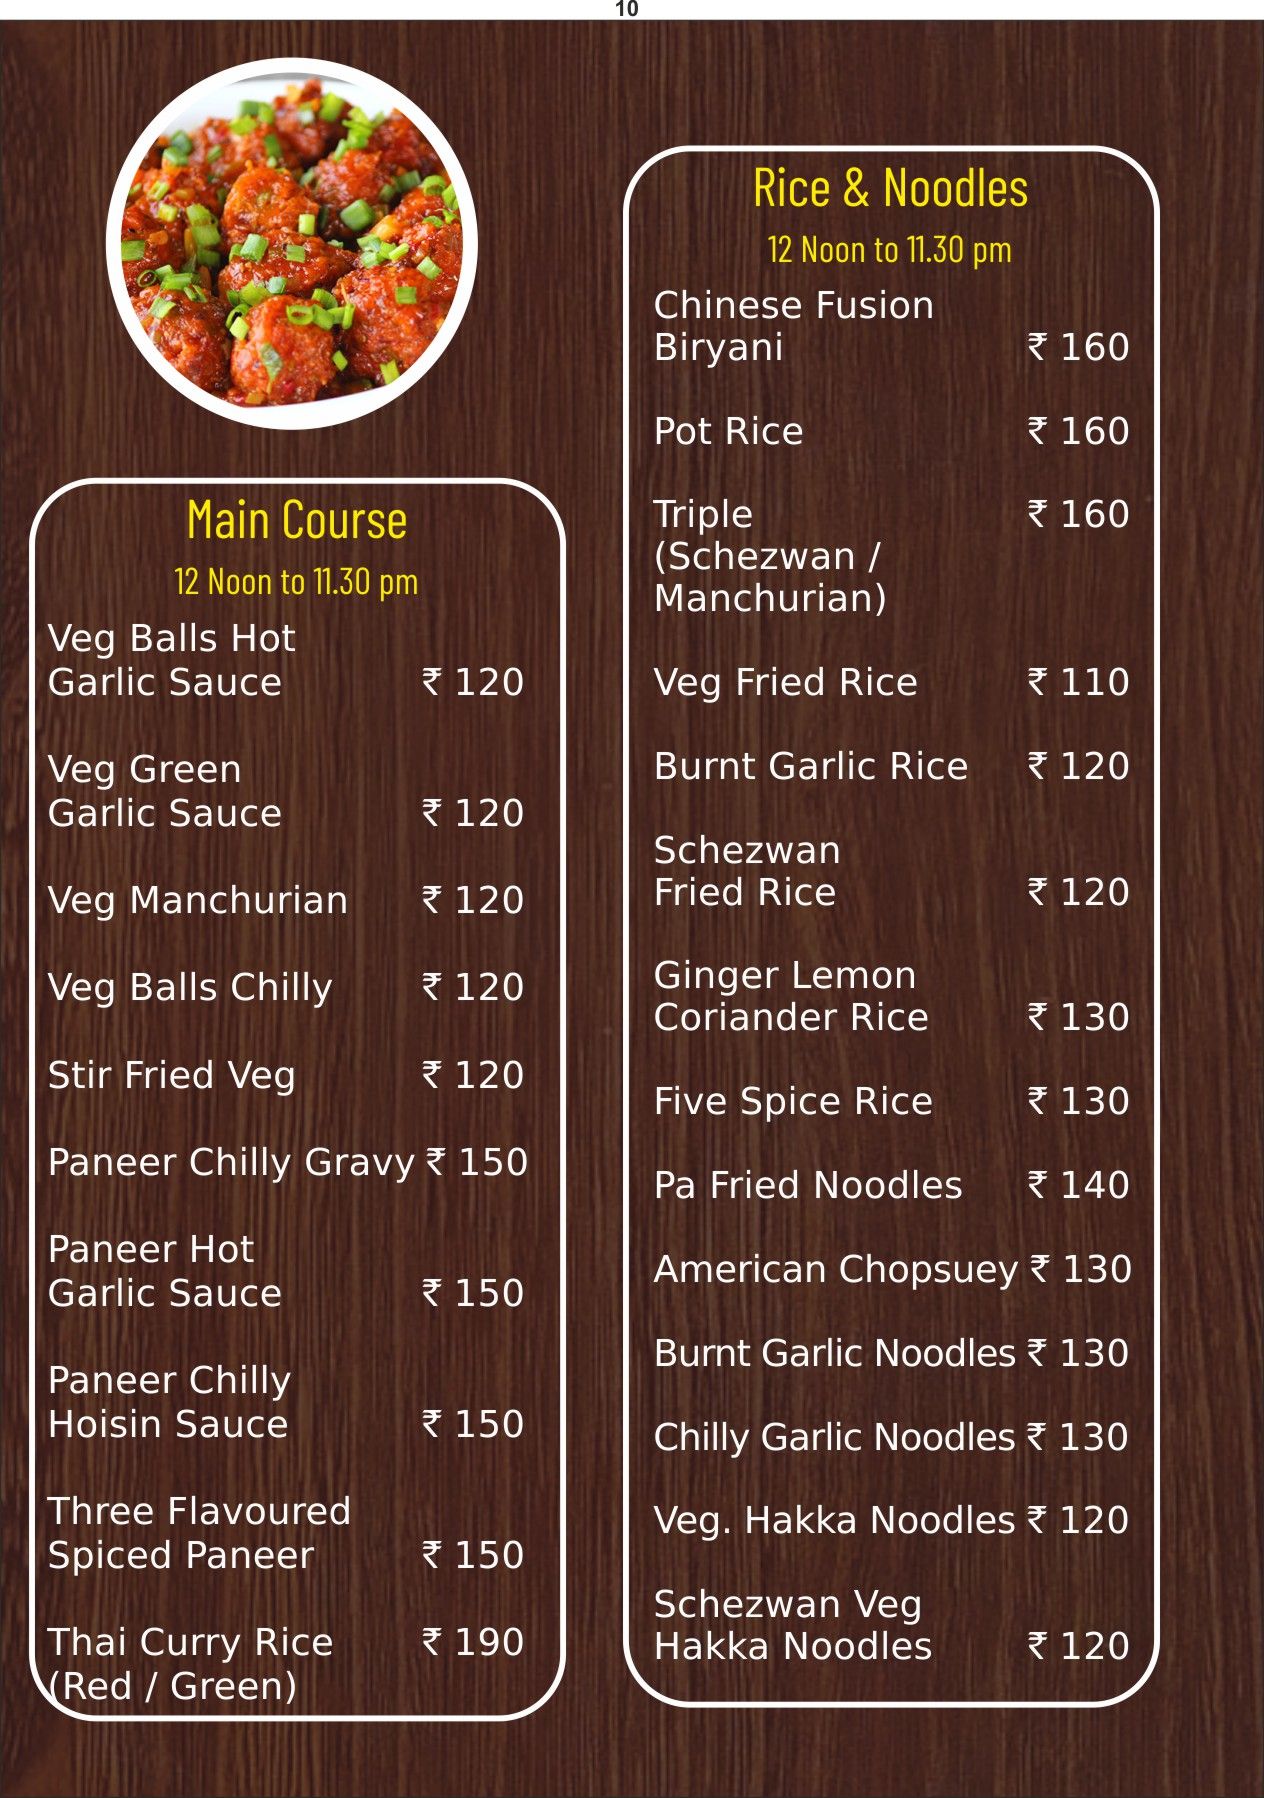 10
Main Course
12 Noon to 11.30 pm
Veg Balls Hot
Garlic Sauce ₹ 120
Veg Green
Garlic Sauce ₹ 120
Veg Manchurian ₹ 120
Veg Balls Chilly ₹ 120
Stir Fried Veg ₹ 120
Paneer Chilly Gravy ₹ 150
Paneer Hot
Garlic Sauce ₹ 150
Paneer Chilly
Hoisin Sauce ₹ 150
Three Flavoured
Spiced Paneer ₹ 150
Thai Curry Rice ₹ 190
(Red / Green)
Rice & Noodles
12 Noon to 11.30 pm
Chinese Fusion
Biryani ₹ 160
Pot Rice ₹ 160
Triple ₹ 160
(Schezwan /
Manchurian)
Veg Fried Rice ₹ 110
Burnt Garlic Rice ₹ 120
Schezwan
Fried Rice ₹ 120
Ginger Lemon
Coriander Rice ₹ 130
Five Spice Rice ₹ 130
Pa Fried Noodles ₹ 140
American Chopsuey ₹ 130
Burnt Garlic Noodles ₹ 130
Chilly Garlic Noodles ₹ 130
Veg. Hakka Noodles ₹ 120
Schezwan Veg
Hakka Noodles ₹ 120